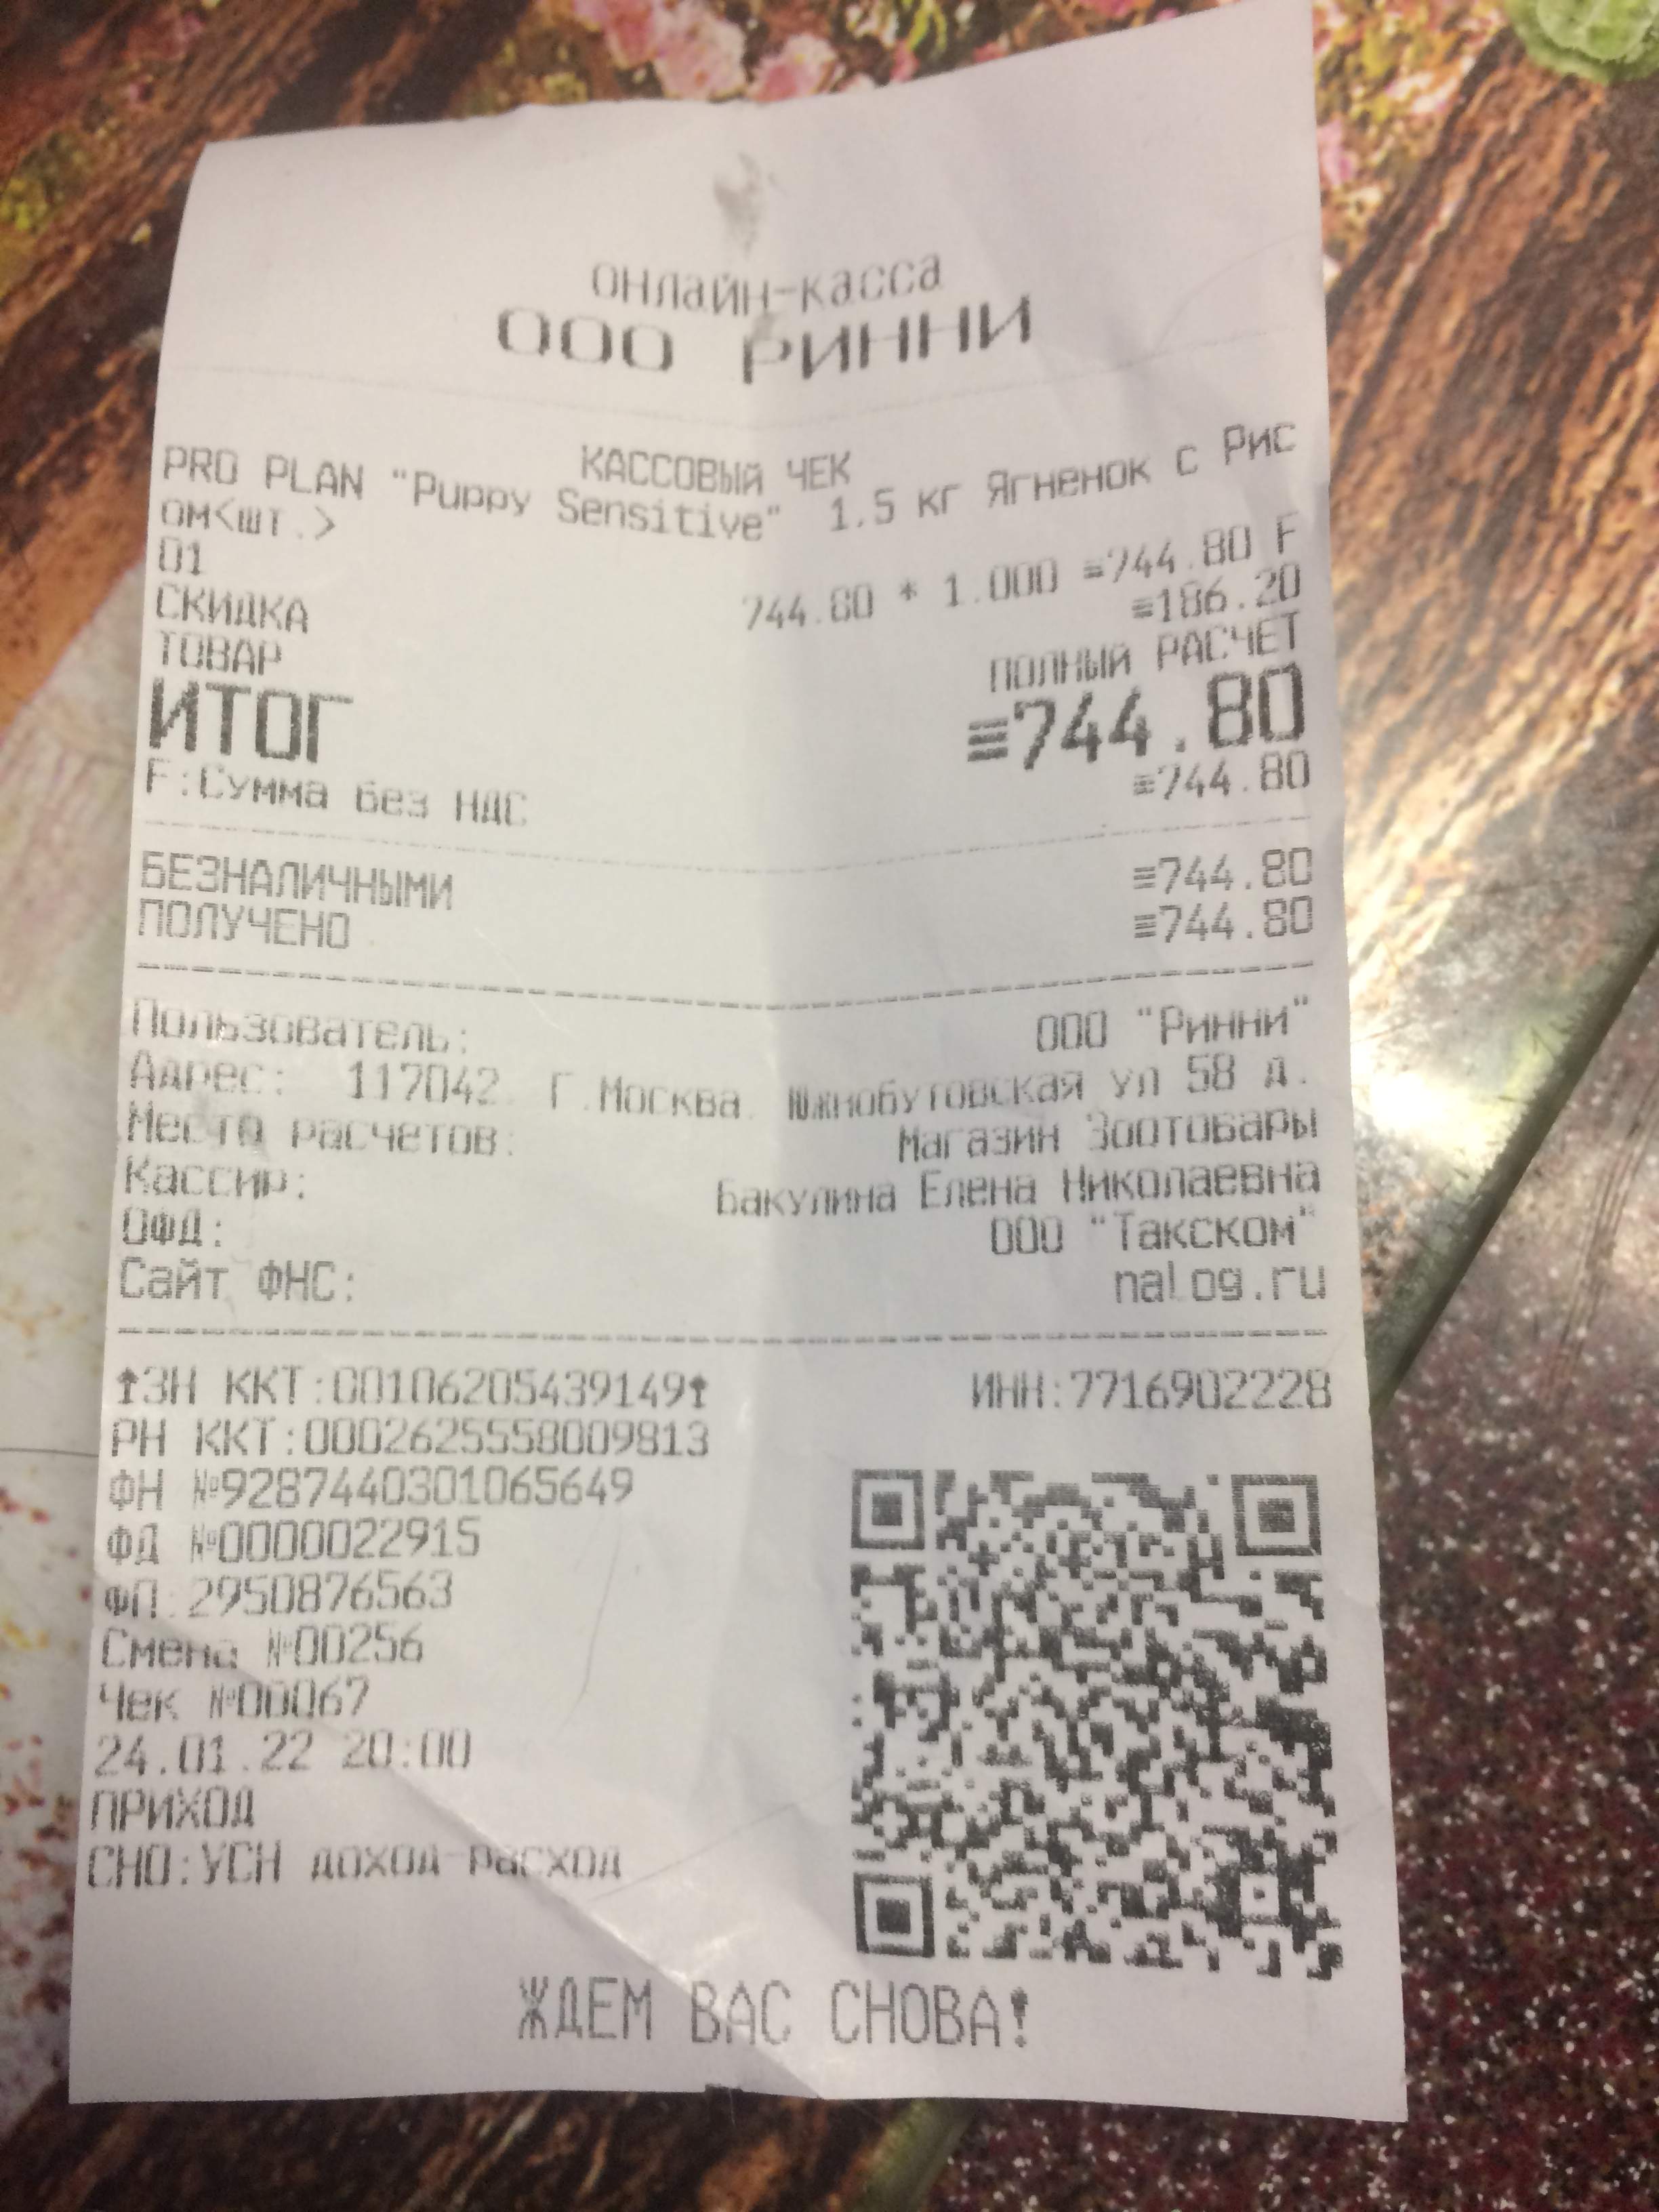 ОНЛАЙН-КАССА
ООО РИННИ
КАССОВЫЙ ЧЕК
PRO PLAN "Puppy Sensitive" 1.5 кг Ягненок с Рис
ом<шт.>
01 744.80 * 1.000 ≡744.80 F
СКИДКА ≡186.20
ТОВАР ПОЛНЫЙ РАСЧЕТ
ИТОГ ≡744.80
F:Сумма без НДС ≡744.80
БЕЗНАЛИЧНЫМИ ≡744.80
ПОЛУЧЕНО ≡744.80
Пользователь: ООО "Ринни"
Адрес: 117042. Г.Москва. Южнобутовская ул 58 д.
Место расчетов: Магазин Зоотовары
Кассир: Бакулина Елена Николаевна
ОФД: ООО "Такском"
Сайт ФНС: nalog.ru
↑ЗН ККТ:00106205439149↑ ИНН:7716902228
РН ККТ:0002625558009813
ФН №9287440301065649
ФД №0000022915
ФП:2950876563
Смена №00256
Чек №00067
24.01.22 20:00
ПРИХОД
СНО:УСН доход-расход
ЖДЕМ ВАС СНОВА!